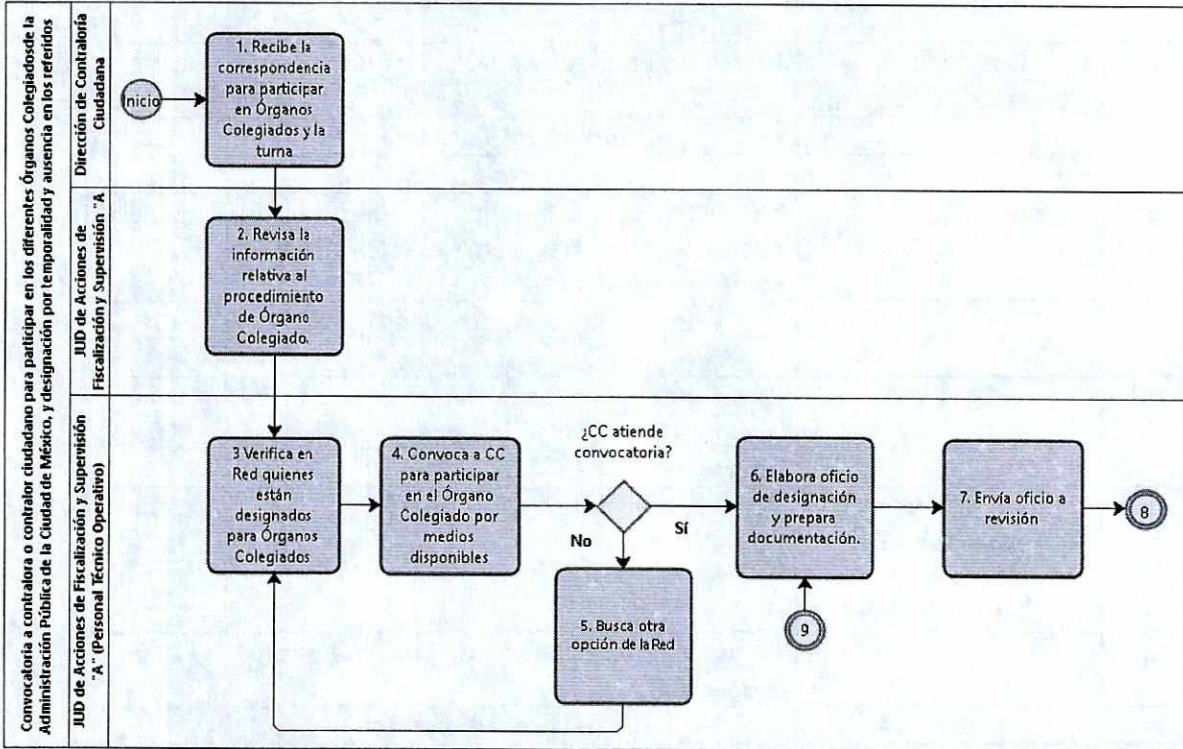 Convocatoria a contralora o contralor ciudadano para participar en los diferentes Órganos Colegiadosde la
Administración Pública de la Ciudad de México, y designación por temporalidad y ausencia en los referidos
Dirección de Contraloría
Ciudadana
Inicio
1. Recibe la
correspondencia
para participar
en Órganos
Colegiados y la
turna
JUD de Acciones de
Fiscalización y Supervisión "A
2. Revisa la
información
relativa al
procedimiento
de Órgano
Colegiado.
JUD de Acciones de Fiscalización y Supervisión
"A" (Personal Técnico Operativo)
3 Verifica en
Red quienes
están
designados
para Órganos
Colegiados
4. Convoca a CC
para participar
en el Órgano
Colegiado por
medios
disponibles
¿CC atiende
convocatoria?
No
Sí
5. Busca otra
opción de la Red
6. Elabora oficio
de designación
y prepara
documentación.
9
7. Envía oficio a
revisión
8